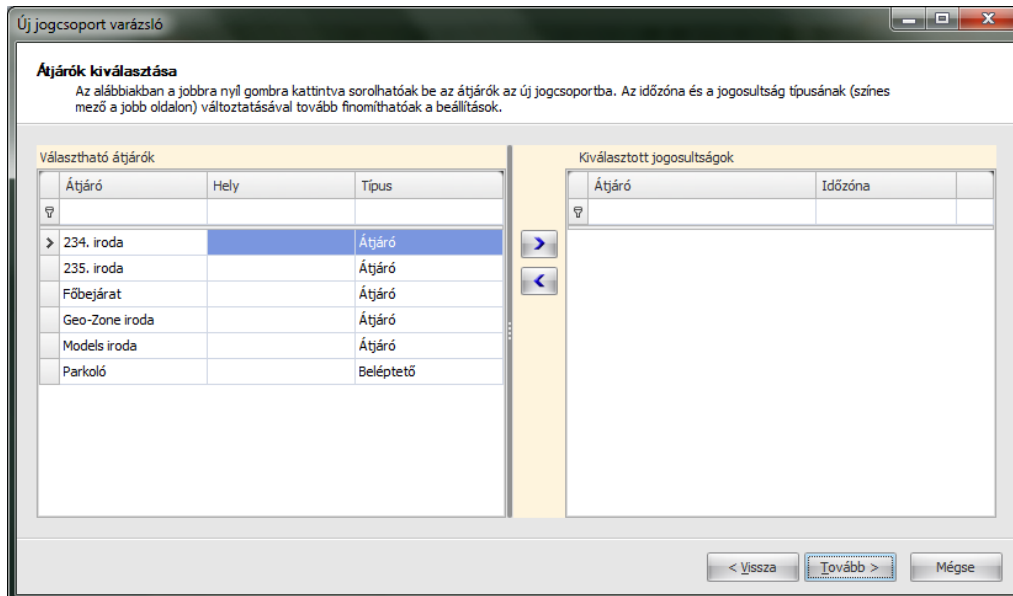 Új jogcsoport varázsló
Átjárók kiválasztása
Az alábbiakban a jobbra nyíl gombra kattintva sorolhatóak be az átjárók az új jogcsoportba. Az időzóna és a jogosultság típusának (színes
mező a jobb oldalon) változtatásával tovább finomíthatóak a beállítások.
Választható átjárók
Átjáró Hely Típus
234. iroda Átjáró
235. iroda Átjáró
Főbejárat Átjáró
Geo-Zone iroda Átjáró
Models iroda Átjáró
Parkoló Beléptető
Kiválasztott jogosultságok
Átjáró Időzóna
< Vissza Tovább > Mégse